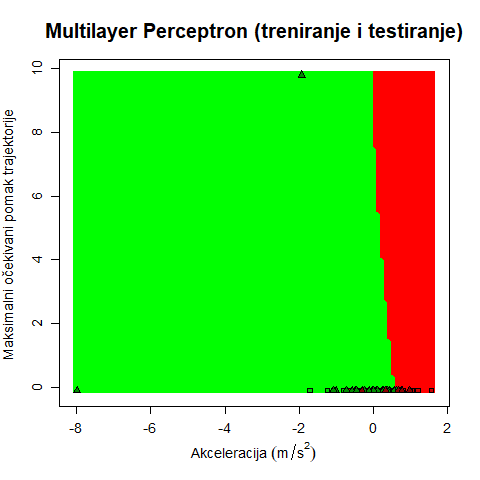 Multilayer Perceptron (treniranje i testiranje)
Maksimalni očekivani pomak trajektorije
10
8
6
4
2
0
-8 -6 -4 -2 0 2
Akceleracija (m/s²)